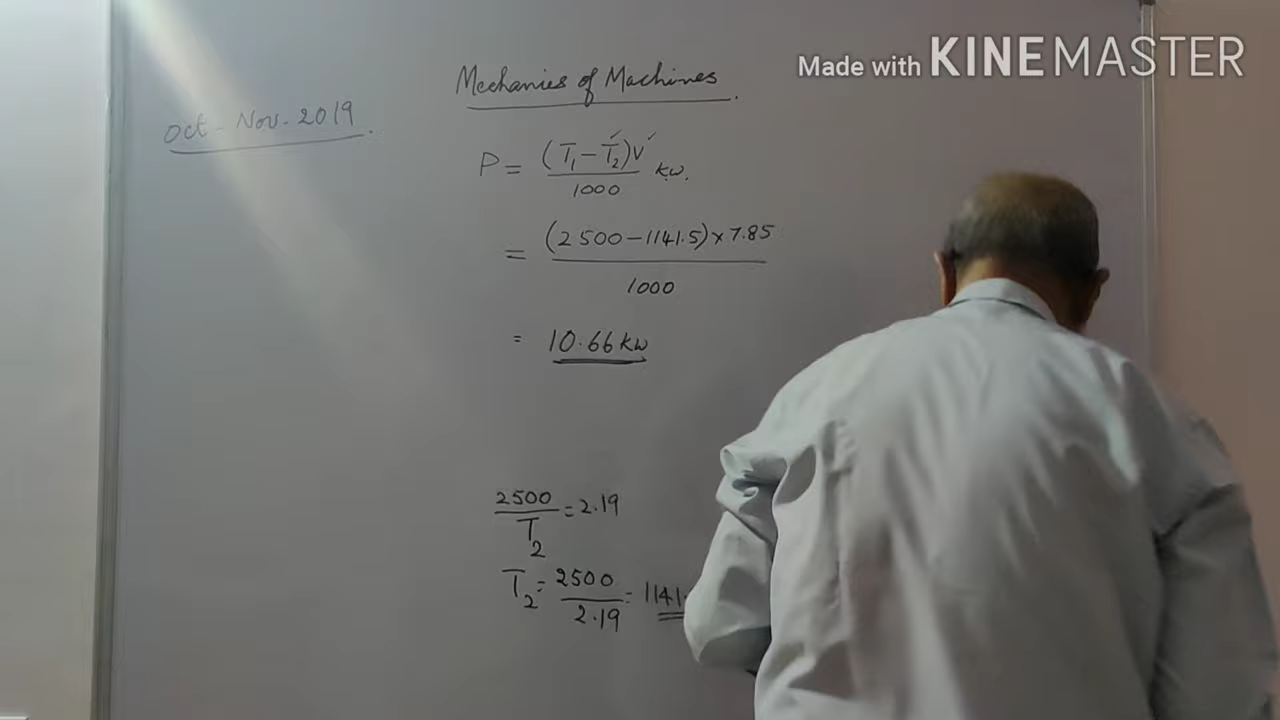 Made with KINEMASTER
Mechanics of Machines
Oct - Nov - 2019
P = (T₁ - T₂)V / 1000 kw.
= (2500 - 1141.5) × 7.85 / 1000
= 10.66 kw
2500 / T₂ = 2.19
T₂ = 2500 / 2.19 = 1141.